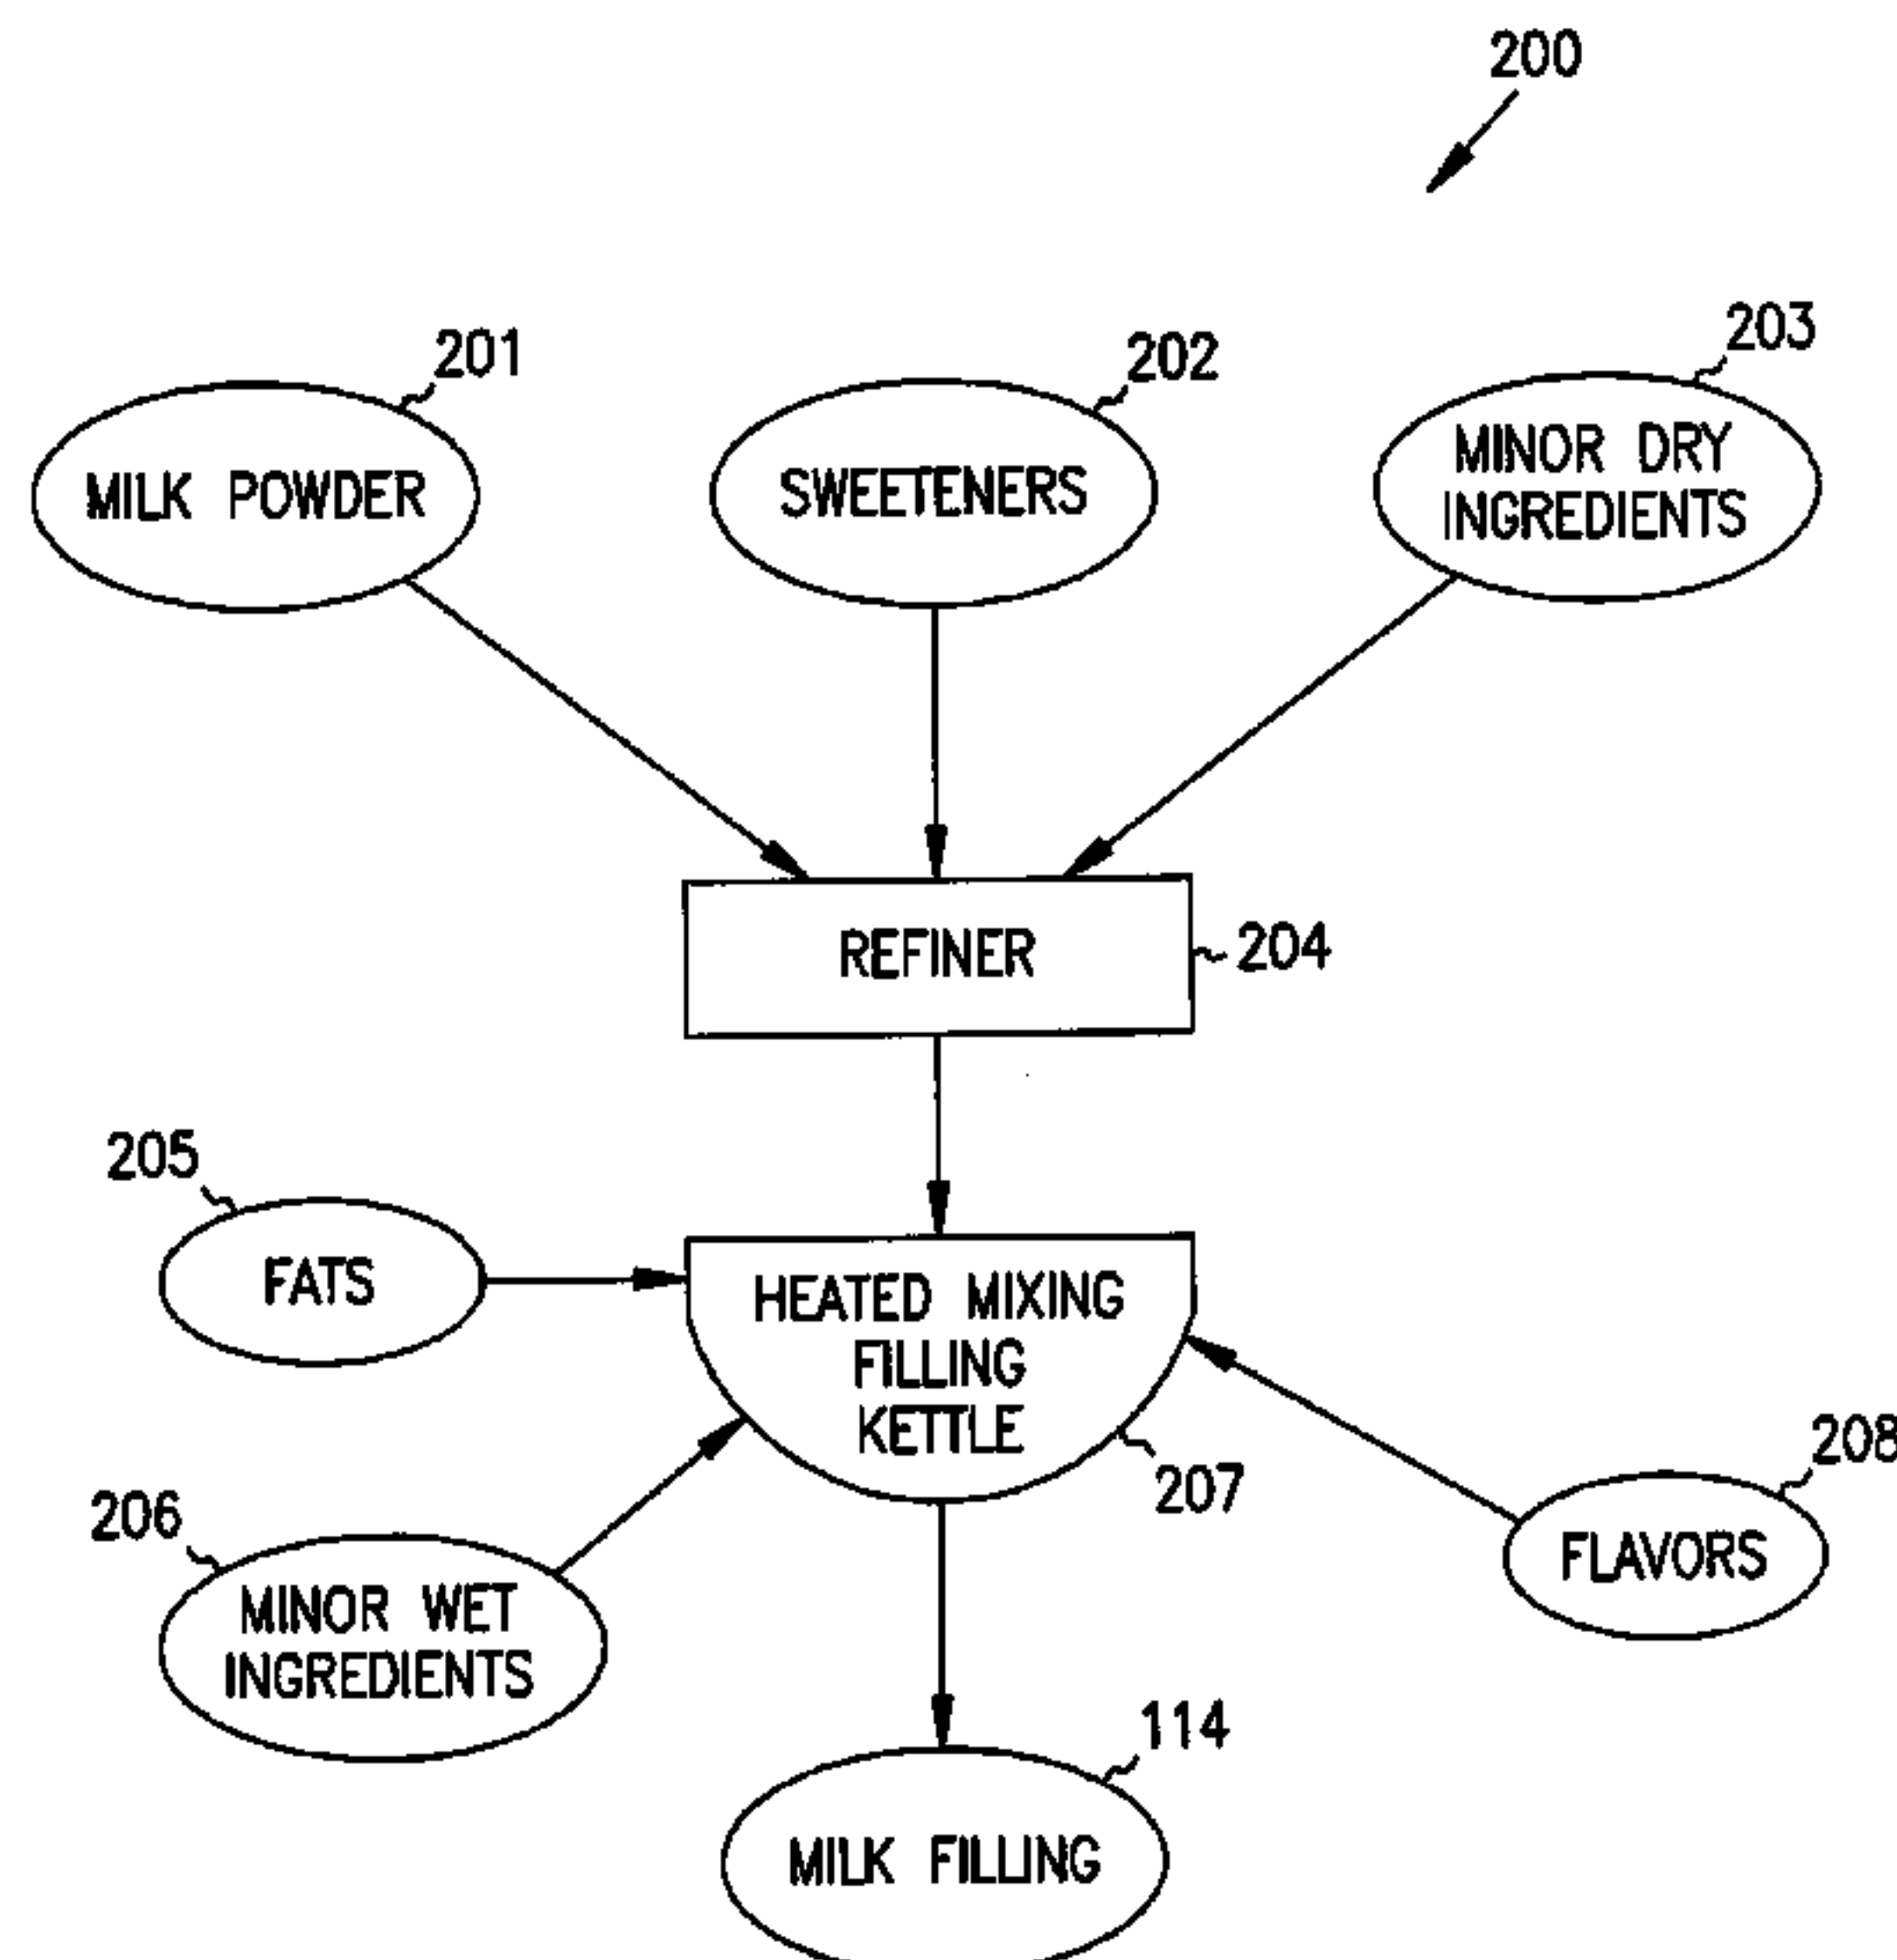 200
201
202
203
MILK POWDER
SWEETENERS
MINOR DRY
INGREDIENTS
REFINER
204
205
FATS
HEATED MIXING
FILLING
KETTLE
207
208
FLAVORS
206
MINOR WET
INGREDIENTS
114
MILK FILLING